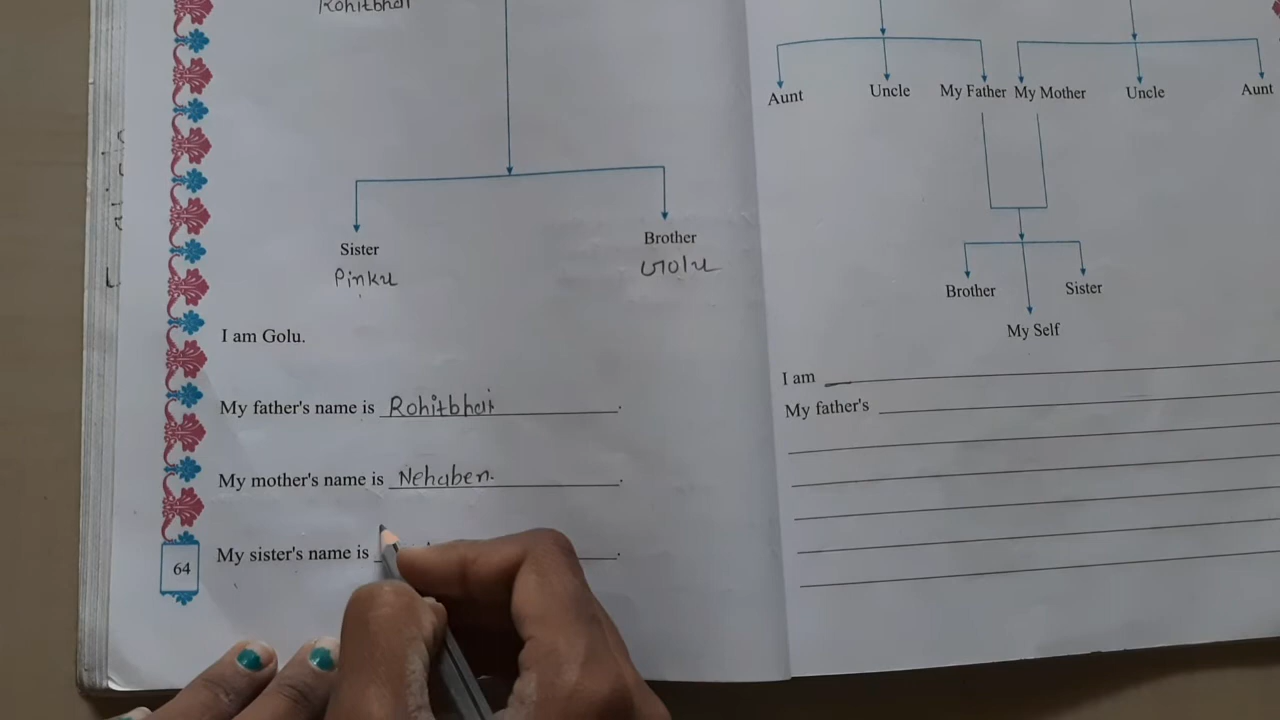 Rohitbhai
Sister
Pinku
Brother
Golu
I am Golu.
My father's name is Rohitbhai.
My mother's name is Nehaben.
My sister's name is
64
Aunt Uncle My Father My Mother Uncle Aunt
Brother Sister
My Self
I am
My father's